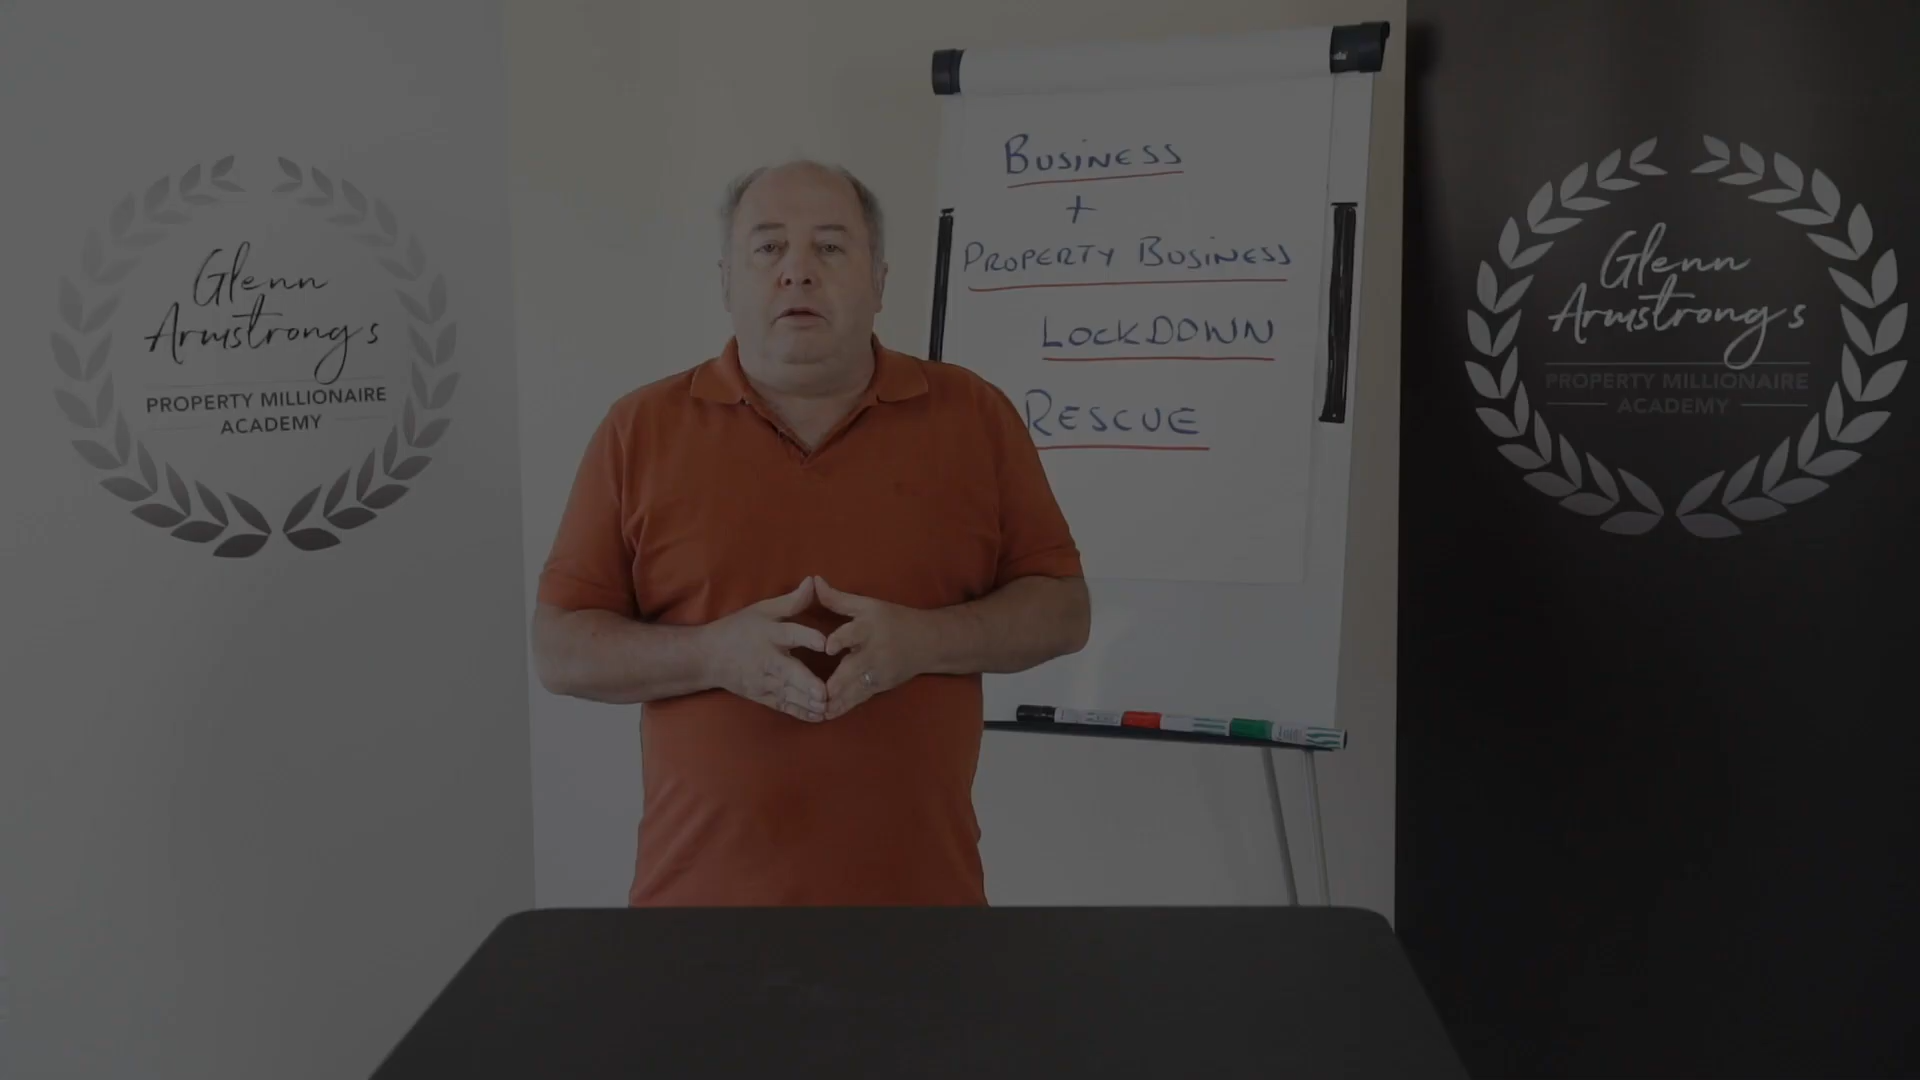 Glenn
Armstrong's
PROPERTY MILLIONAIRE
ACADEMY
BUSINESS
+
PROPERTY BUSINESS
LOCKDOWN
RESCUE
Glenn
Armstrong's
PROPERTY MILLIONAIRE
ACADEMY